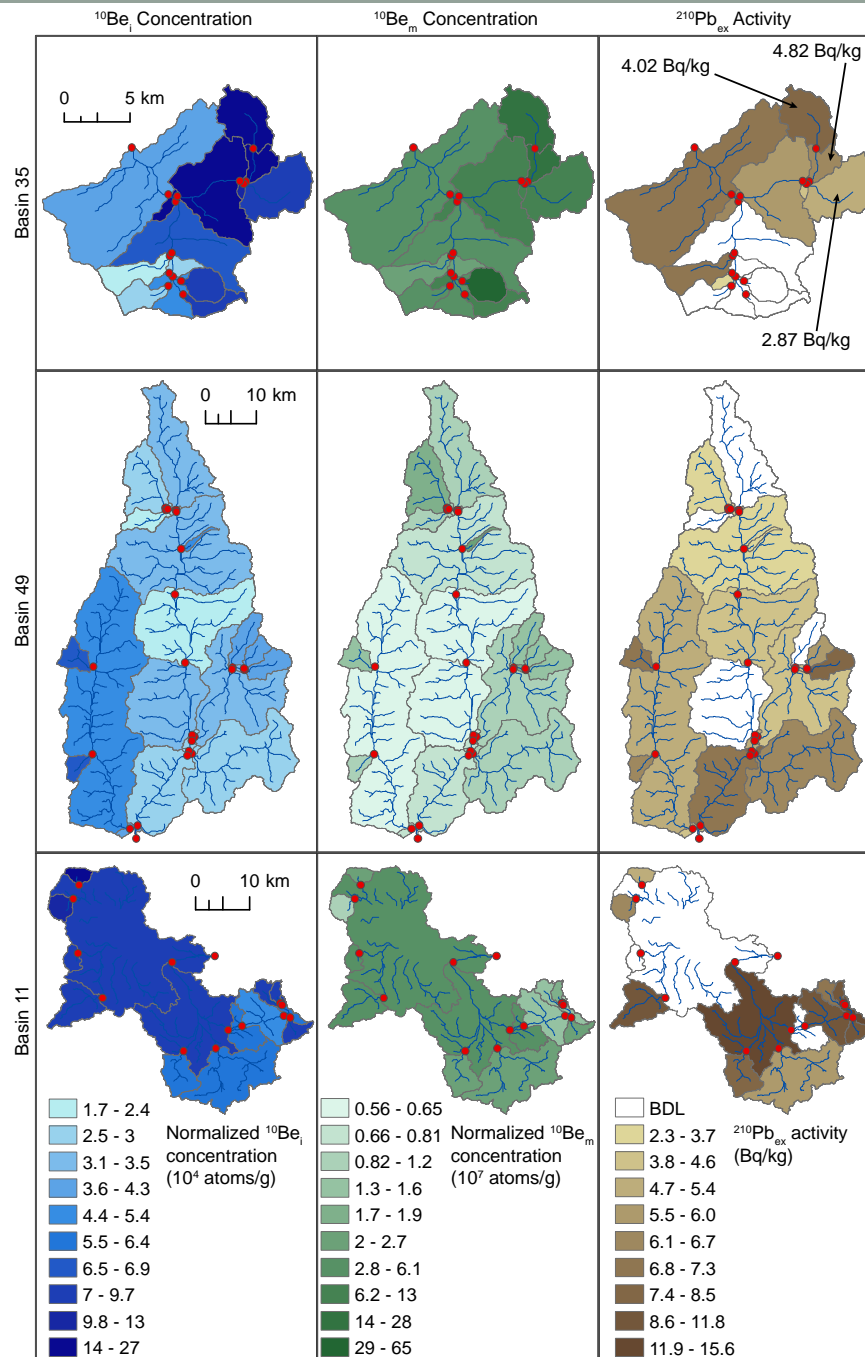 ¹⁰Beᵢ Concentration
¹⁰Beₘ Concentration
²¹⁰Pbₑₓ Activity
Basin 35
0 5 km
4.02 Bq/kg
4.82 Bq/kg
2.87 Bq/kg
Basin 49
0 10 km
Basin 11
0 10 km
1.7 - 2.4
2.5 - 3
3.1 - 3.5
3.6 - 4.3
4.4 - 5.4
5.5 - 6.4
6.5 - 6.9
7 - 9.7
9.8 - 13
14 - 27
Normalized ¹⁰Beᵢ
concentration
(10⁴ atoms/g)
0.56 - 0.65
0.66 - 0.81
0.82 - 1.2
1.3 - 1.6
1.7 - 1.9
2 - 2.7
2.8 - 6.1
6.2 - 13
14 - 28
29 - 65
Normalized ¹⁰Beₘ
concentration
(10⁷ atoms/g)
BDL
2.3 - 3.7
3.8 - 4.6
4.7 - 5.4
5.5 - 6.0
6.1 - 6.7
6.8 - 7.3
7.4 - 8.5
8.6 - 11.8
11.9 - 15.6
²¹⁰Pbₑₓ activity
(Bq/kg)